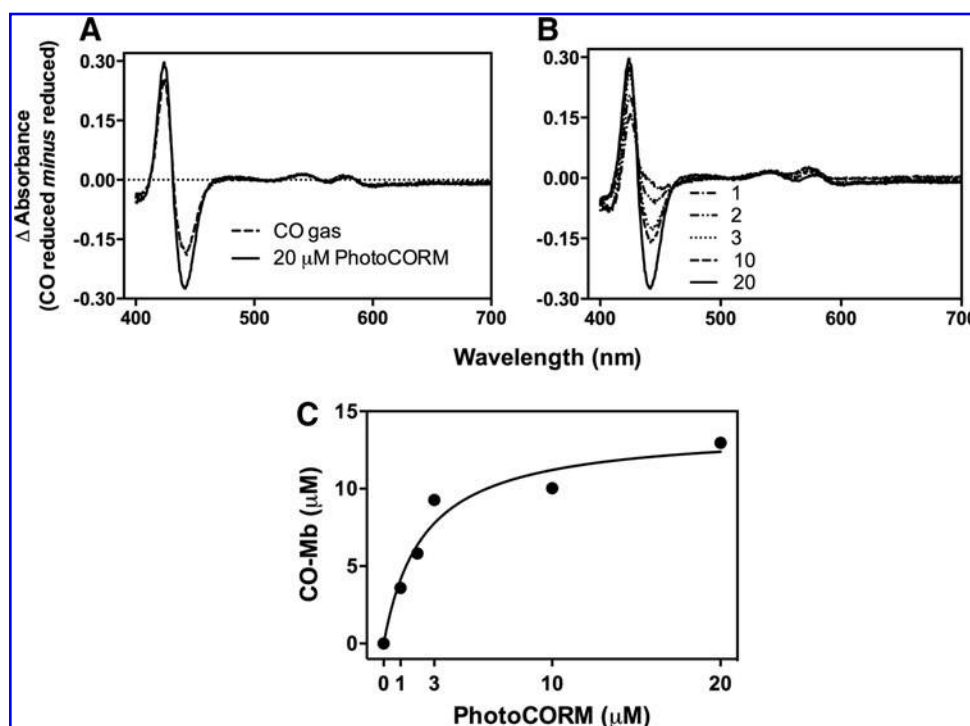 A
Δ Absorbance
(CO reduced minus reduced)
0.30
0.15
0.00
-0.15
-0.30
CO gas
20 μM PhotoCORM
400
500
600
700
B
0.30
0.15
0.00
-0.15
-0.30
1
2
3
10
20
400
500
600
700
Wavelength (nm)
C
CO-Mb (μM)
15
10
5
0
0 1 3 10 20
PhotoCORM (μM)